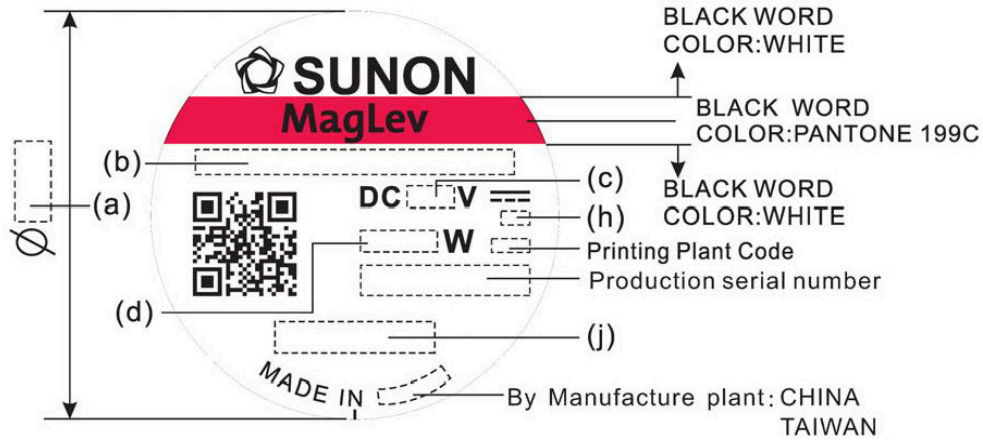 BLACK WORD
COLOR:WHITE
SUNON
MagLev
BLACK WORD
COLOR:PANTONE 199C
(b)
(a)
Ø
DC V
(c)
BLACK WORD
COLOR:WHITE
(h)
W
Printing Plant Code
Production serial number
(d)
(j)
MADE IN
By Manufacture plant: CHINA
TAIWAN